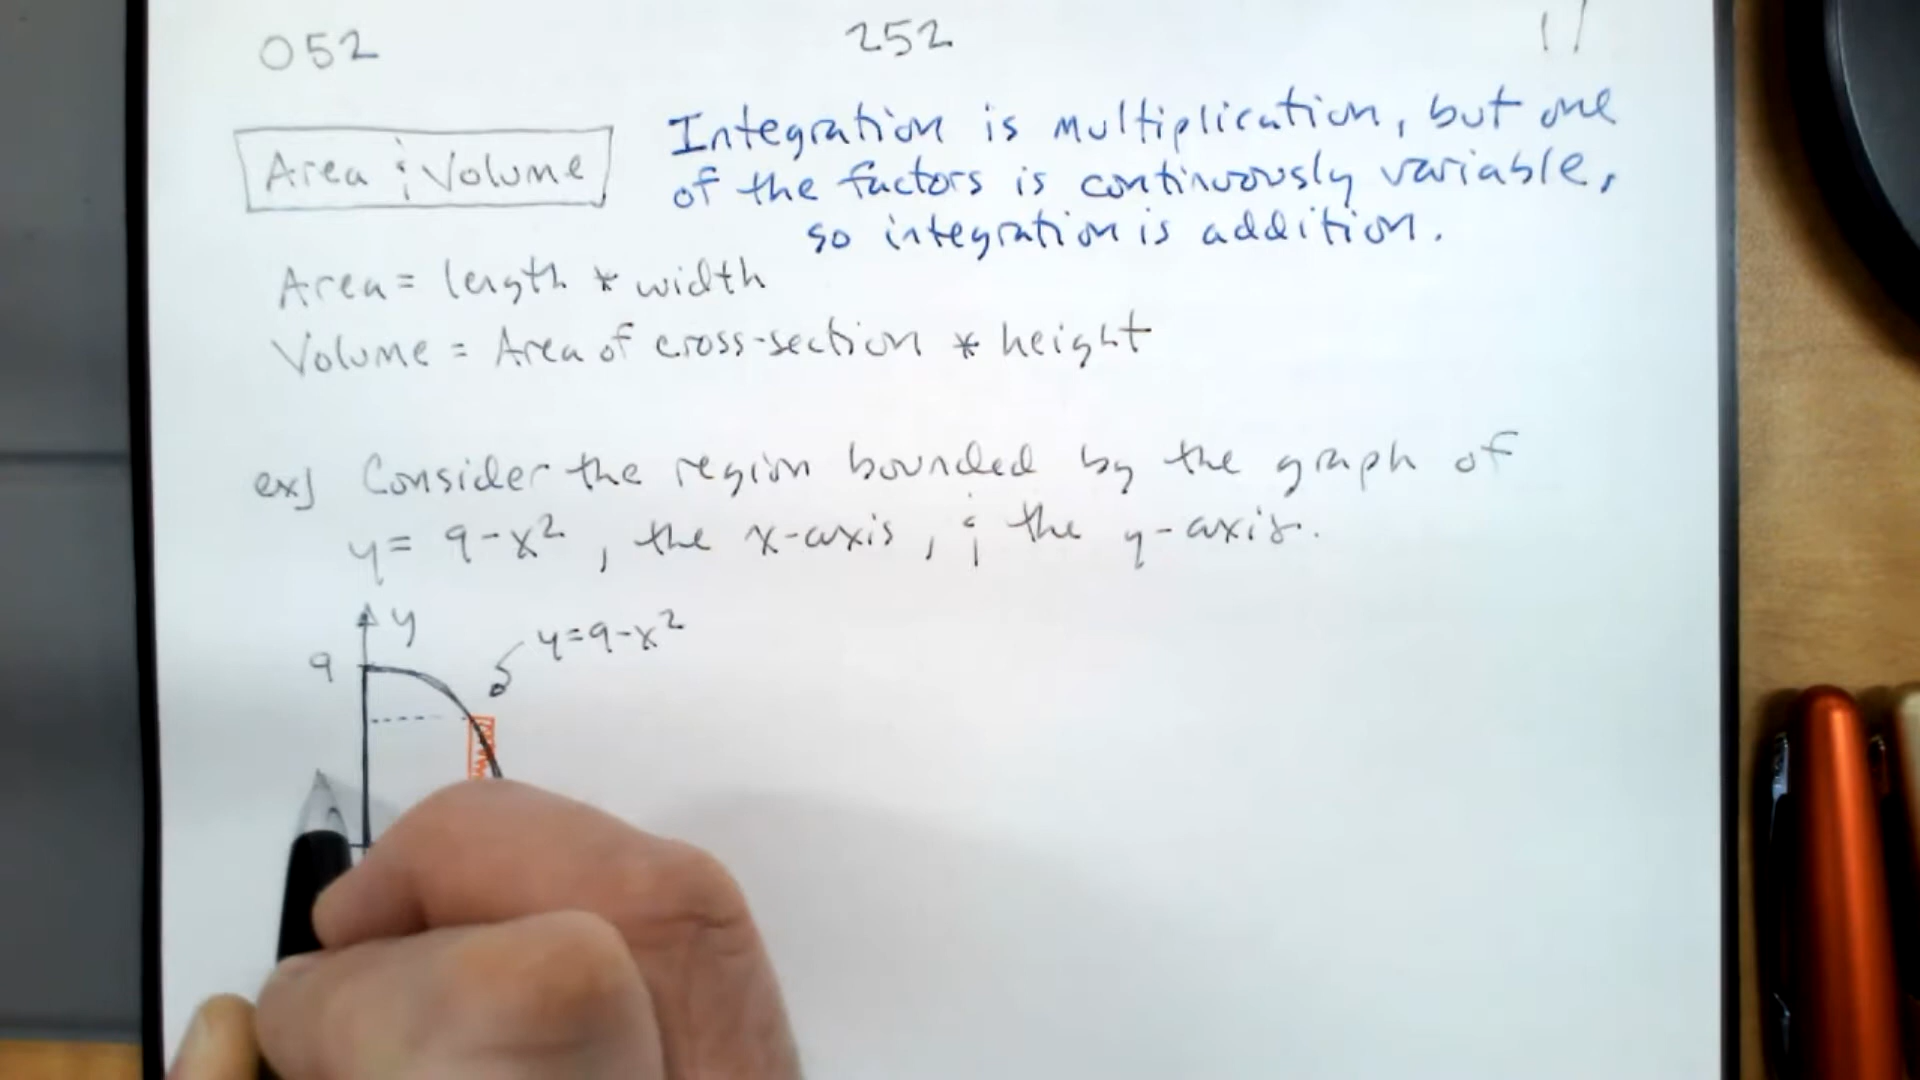 052 252 1/
Area & Volume
Integration is multiplication, but one
of the factors is continuously variable,
so integration is addition.
Area = length * width
Volume = Area of cross-section * height
ex] Consider the region bounded by the graph of
y = 9-x², the x-axis, & the y-axis.
y
y=9-x²
9